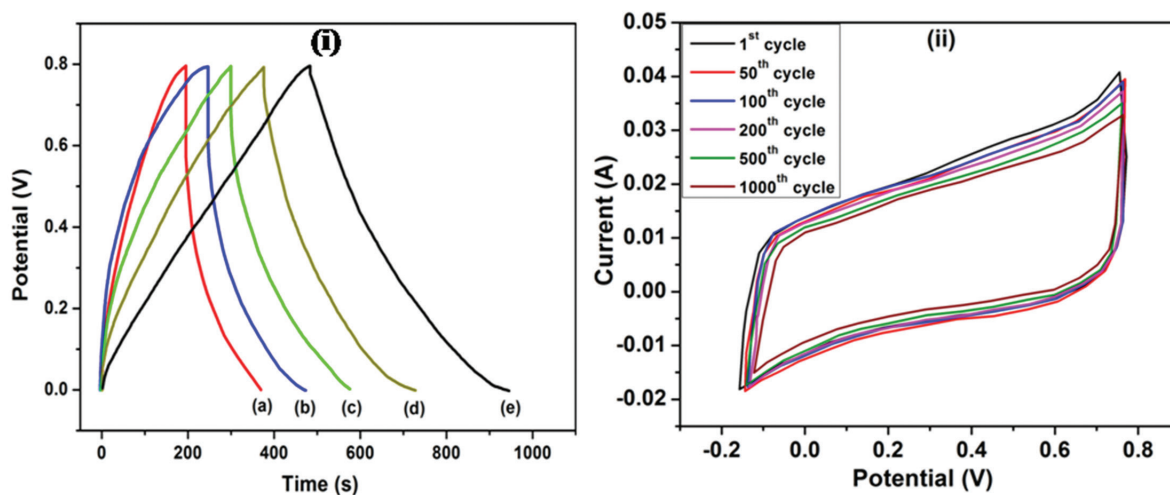 (i)
Potential (V)
0.8
0.6
0.4
0.2
0.0
(a) (b) (c) (d) (e)
0 200 400 600 800 1000
Time (s)
(ii)
1st cycle
50th cycle
100th cycle
200th cycle
500th cycle
1000th cycle
Current (A)
0.05
0.04
0.03
0.02
0.01
0.00
-0.01
-0.02
-0.2 0.0 0.2 0.4 0.6 0.8
Potential (V)